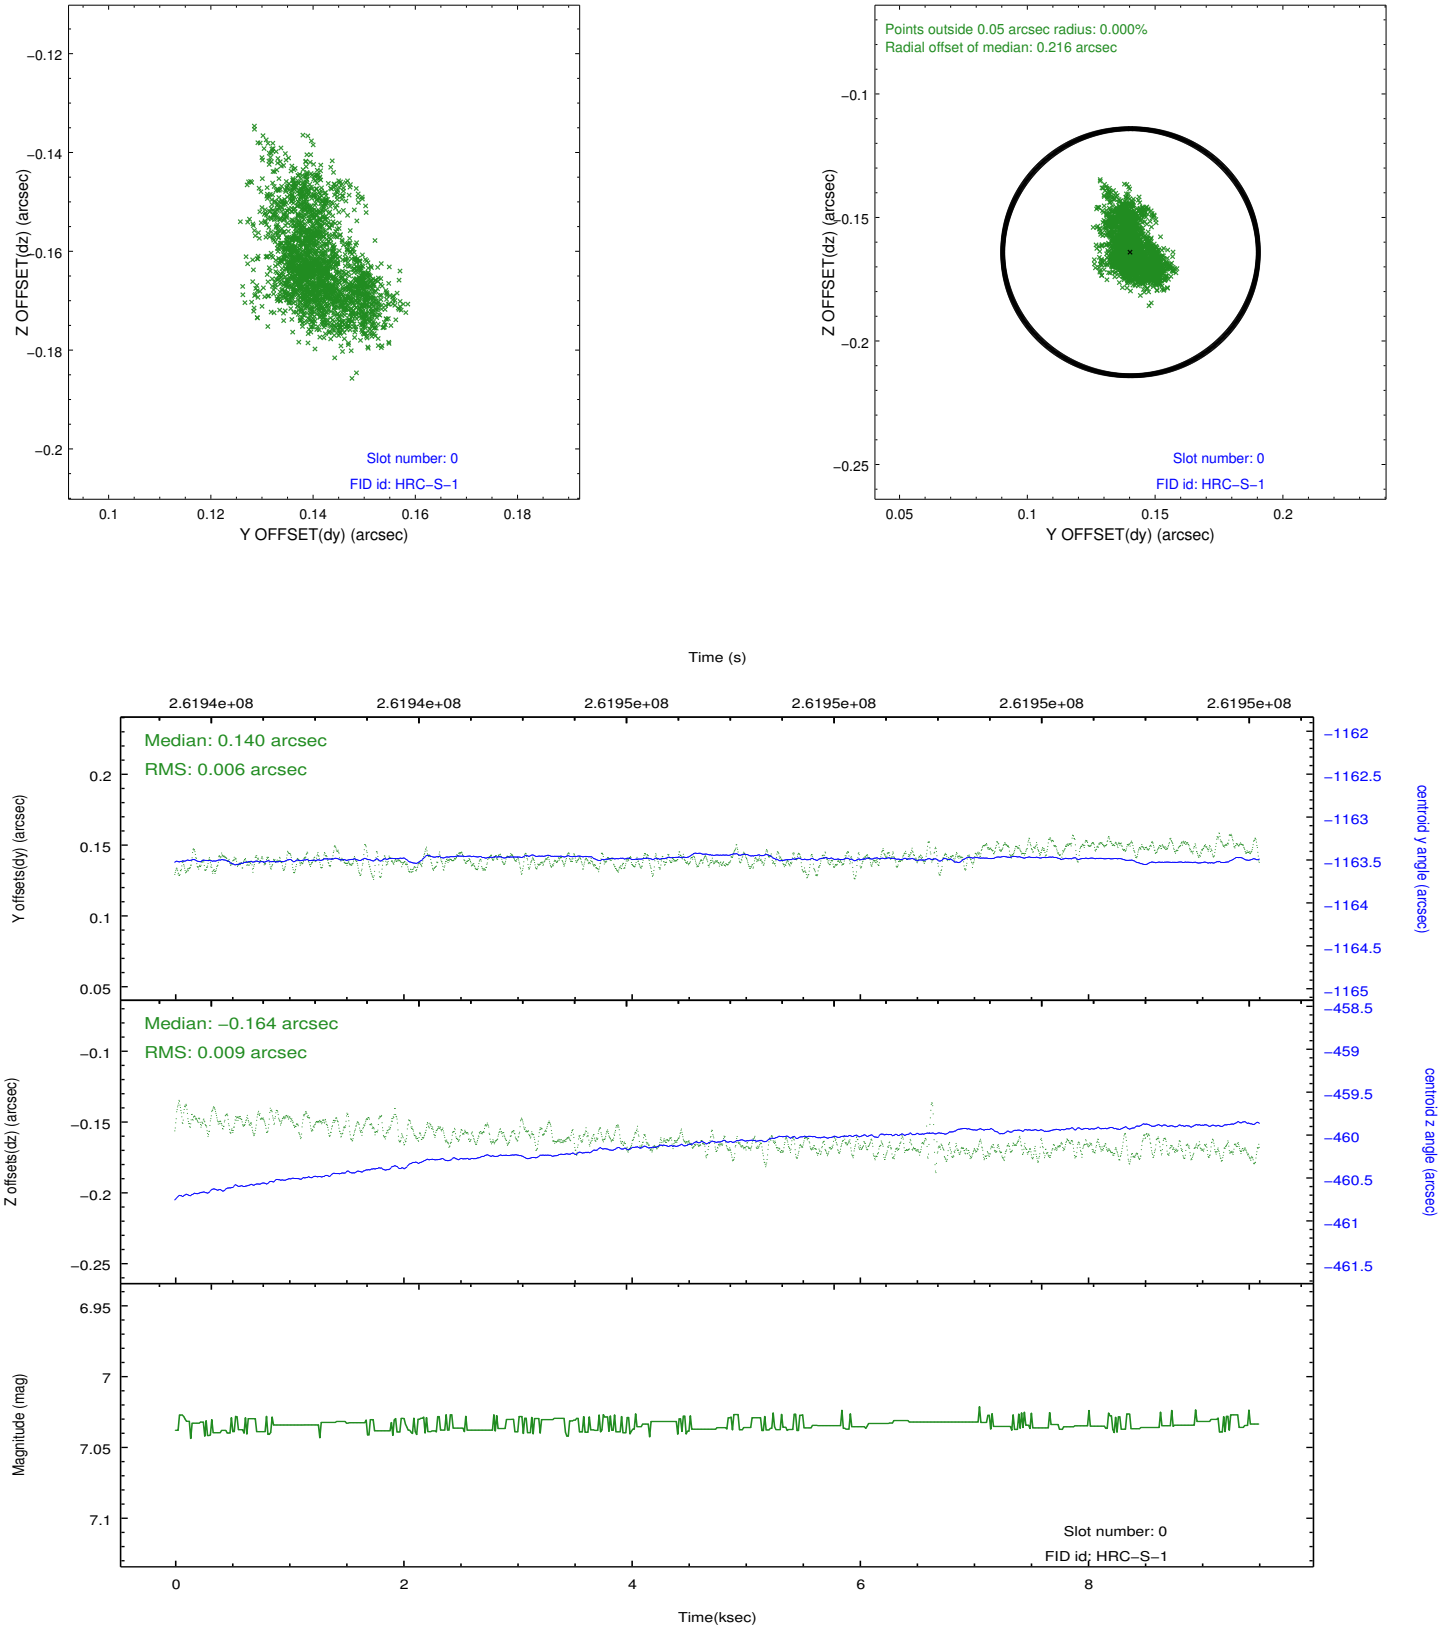 −0.12
−0.14
−0.16
−0.18
−0.2
Z OFFSET(dz) (arcsec)
0.1 0.12 0.14 0.16 0.18
Y OFFSET(dy) (arcsec)
Slot number: 0
FID id: HRC−S−1
Points outside 0.05 arcsec radius: 0.000%
Radial offset of median: 0.216 arcsec
−0.1
−0.15
−0.2
−0.25
Z OFFSET(dz) (arcsec)
0.05 0.1 0.15 0.2
Y OFFSET(dy) (arcsec)
Slot number: 0
FID id: HRC−S−1
Time (s)
2.6194e+08 2.6194e+08 2.6195e+08 2.6195e+08 2.6195e+08 2.6195e+08
Median: 0.140 arcsec
RMS: 0.006 arcsec
0.2
0.15
0.1
0.05
Y offsets(dy) (arcsec)
−1162
−1162.5
−1163
−1163.5
−1164
−1164.5
−1165
centroid y angle (arcsec)
Median: −0.164 arcsec
RMS: 0.009 arcsec
−0.1
−0.15
−0.2
−0.25
Z offsets(dz) (arcsec)
−458.5
−459
−459.5
−460
−460.5
−461
−461.5
centroid z angle (arcsec)
6.95
7
7.05
7.1
Magnitude (mag)
Slot number: 0
FID id: HRC−S−1
0 2 4 6 8
Time(ksec)